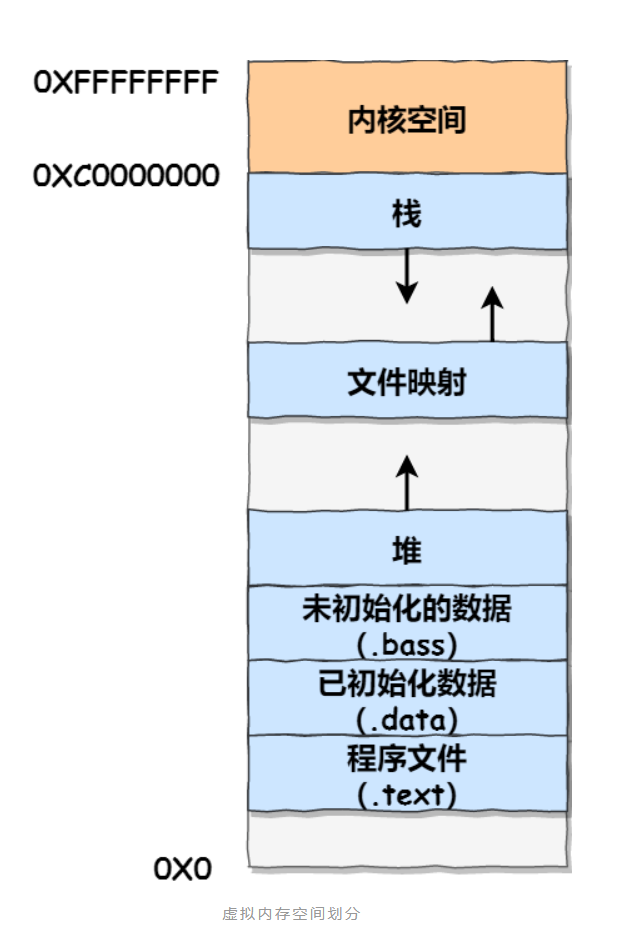 0XFFFFFFFF
内核空间
0XC0000000
栈
文件映射
堆
未初始化的数据
(.bass)
已初始化数据
(.data)
程序文件
(.text)
0X0
虚拟内存空间划分